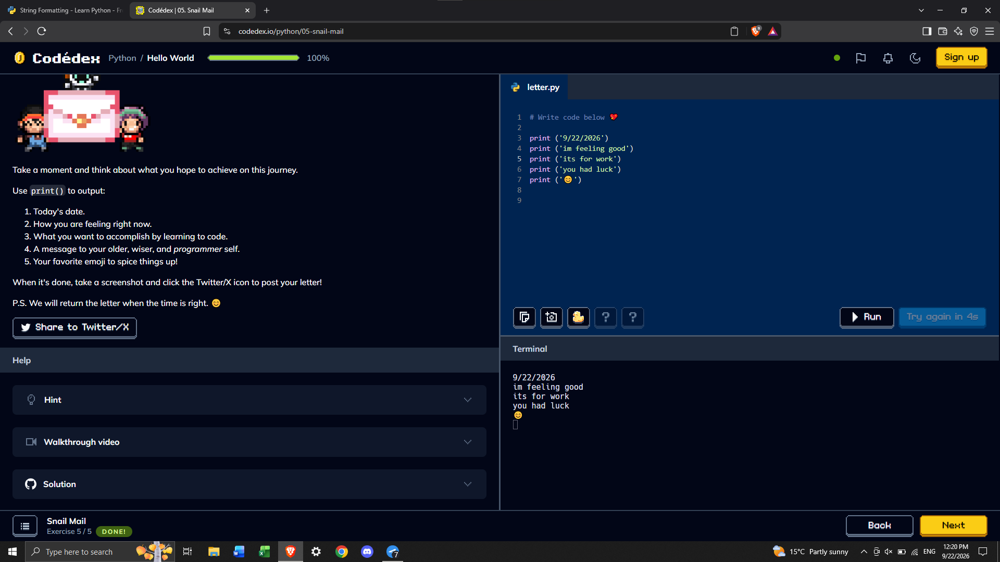 String Formatting - Learn Python - Fr
Codédex | 05. Snail Mail
codedex.io/python/05-snail-mail
9
Codédex
Python / Hello World
100%
Sign up
Take a moment and think about what you hope to achieve on this journey.
Use print() to output:
1. Today's date.
2. How you are feeling right now.
3. What you want to accomplish by learning to code.
4. A message to your older, wiser, and programmer self.
5. Your favorite emoji to spice things up!
When it's done, take a screenshot and click the Twitter/X icon to post your letter!
P.S. We will return the letter when the time is right. 😊
Share to Twitter/X
Help
Hint
Walkthrough video
Solution
letter.py
1 # Write code below 💖
2
3 print ('9/22/2026')
4 print ('im feeling good')
5 print ('its for work')
6 print ('you had luck')
7 print ('😊')
8
9
? ?
Run
Try again in 4s
Terminal
9/22/2026
im feeling good
its for work
you had luck
😊
Snail Mail
Exercise 5 / 5 DONE!
Back
Next
Type here to search
7
15°C Partly sunny
ENG
12:20 PM
9/22/2026